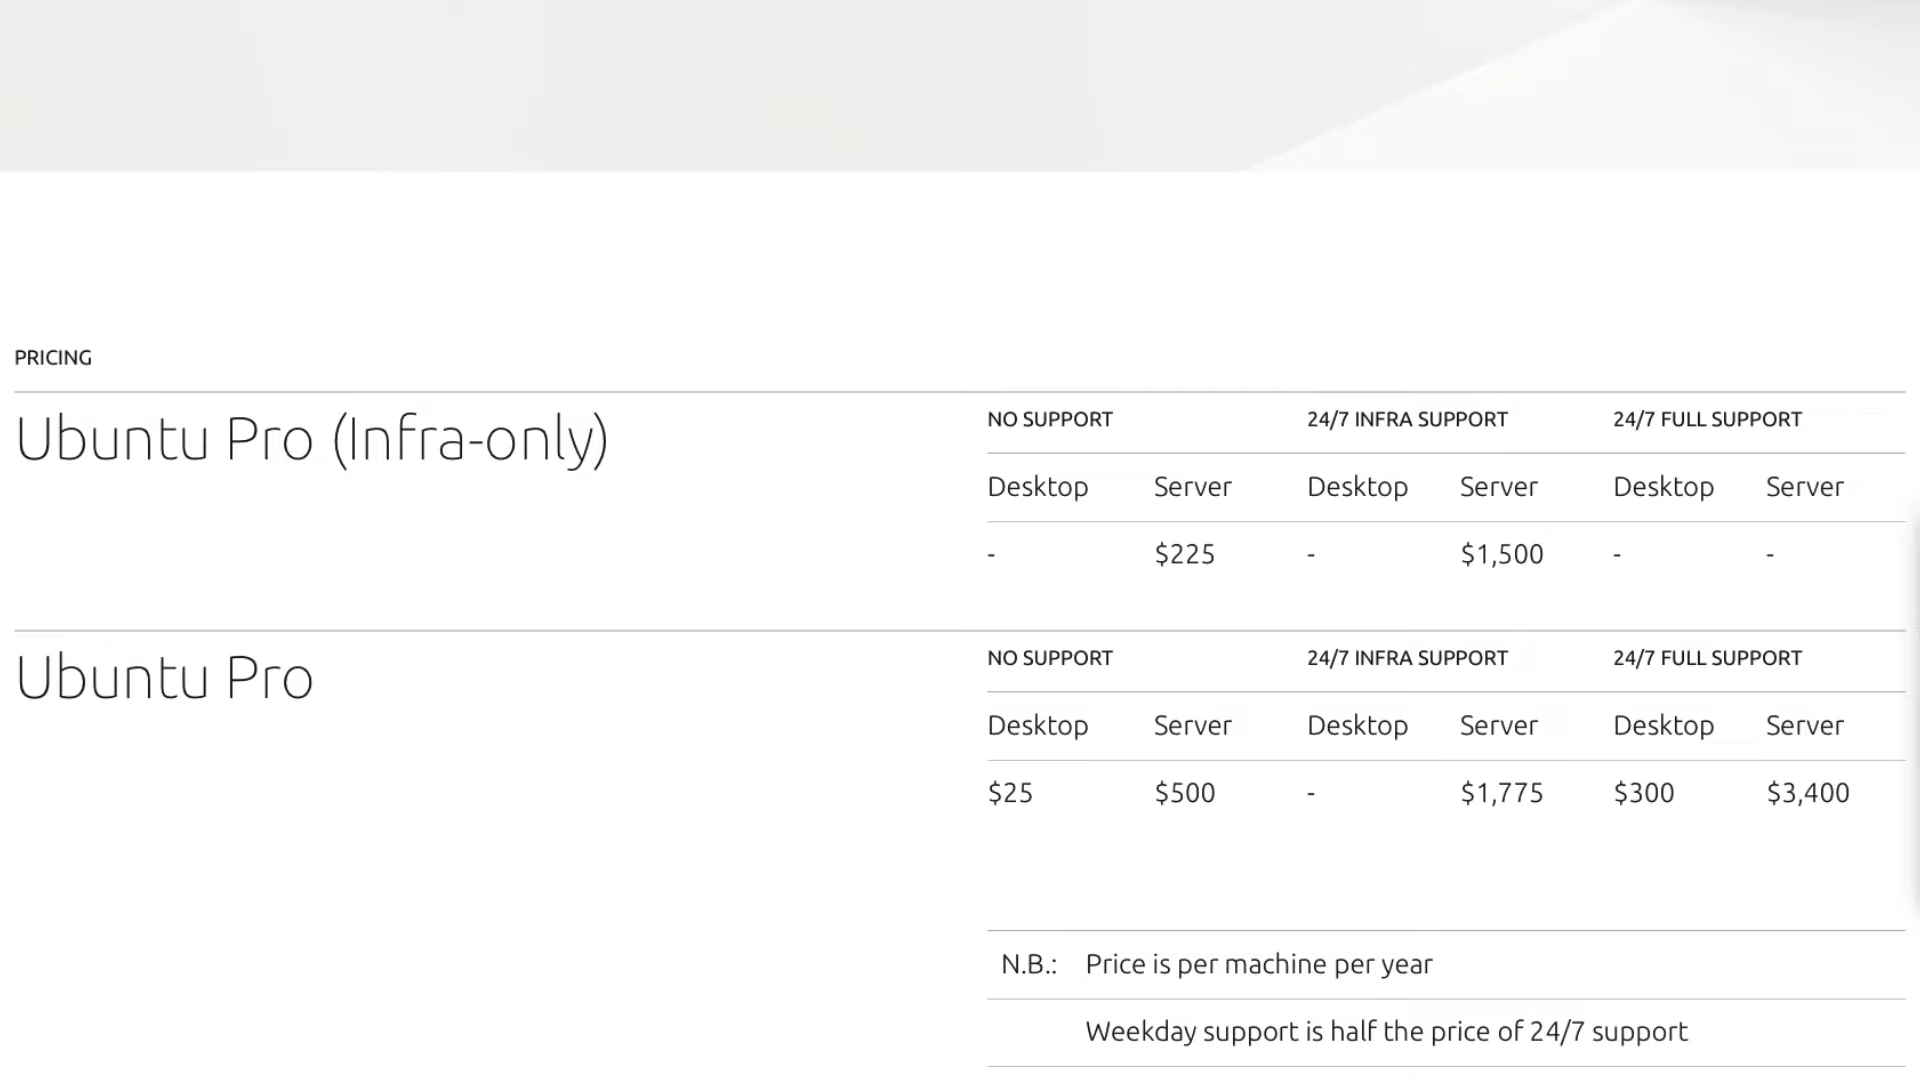 PRICING
Ubuntu Pro (Infra-only)
NO SUPPORT 24/7 INFRA SUPPORT 24/7 FULL SUPPORT
Desktop Server Desktop Server Desktop Server
- $225 - $1,500 - -
Ubuntu Pro
NO SUPPORT 24/7 INFRA SUPPORT 24/7 FULL SUPPORT
Desktop Server Desktop Server Desktop Server
$25 $500 - $1,775 $300 $3,400
N.B.: Price is per machine per year
Weekday support is half the price of 24/7 support